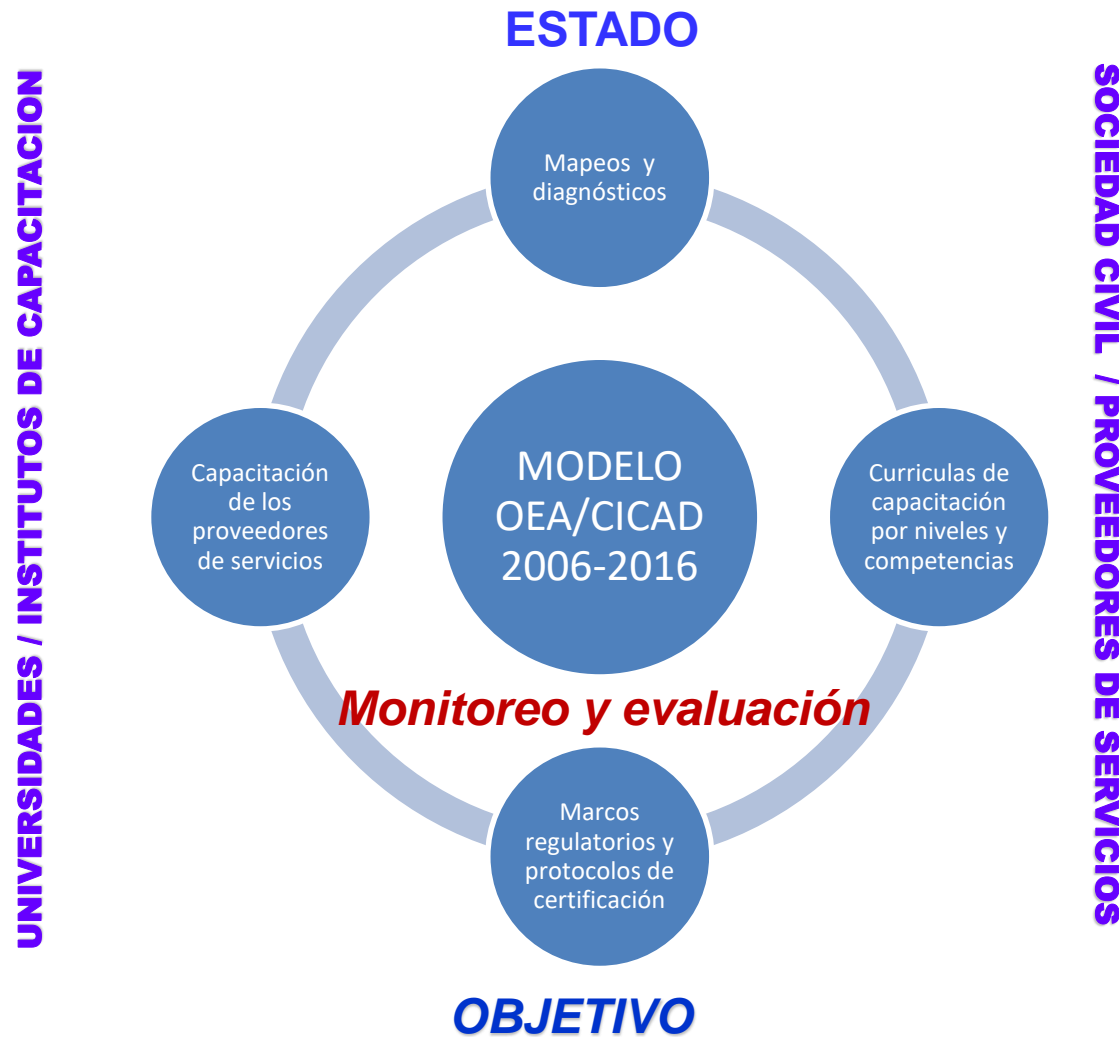 ESTADO
UNIVERSIDADES / INSTITUTOS DE CAPACITACION
SOCIEDAD CIVIL / PROVEEDORES DE SERVICIOS
Mapeos y
diagnósticos
Capacitación
de los
proveedores
de servicios
MODELO
OEA/CICAD
2006-2016
Curriculas de
capacitación
por niveles y
competencias
Monitoreo y evaluación
Marcos
regulatorios y
protocolos de
certificación
OBJETIVO